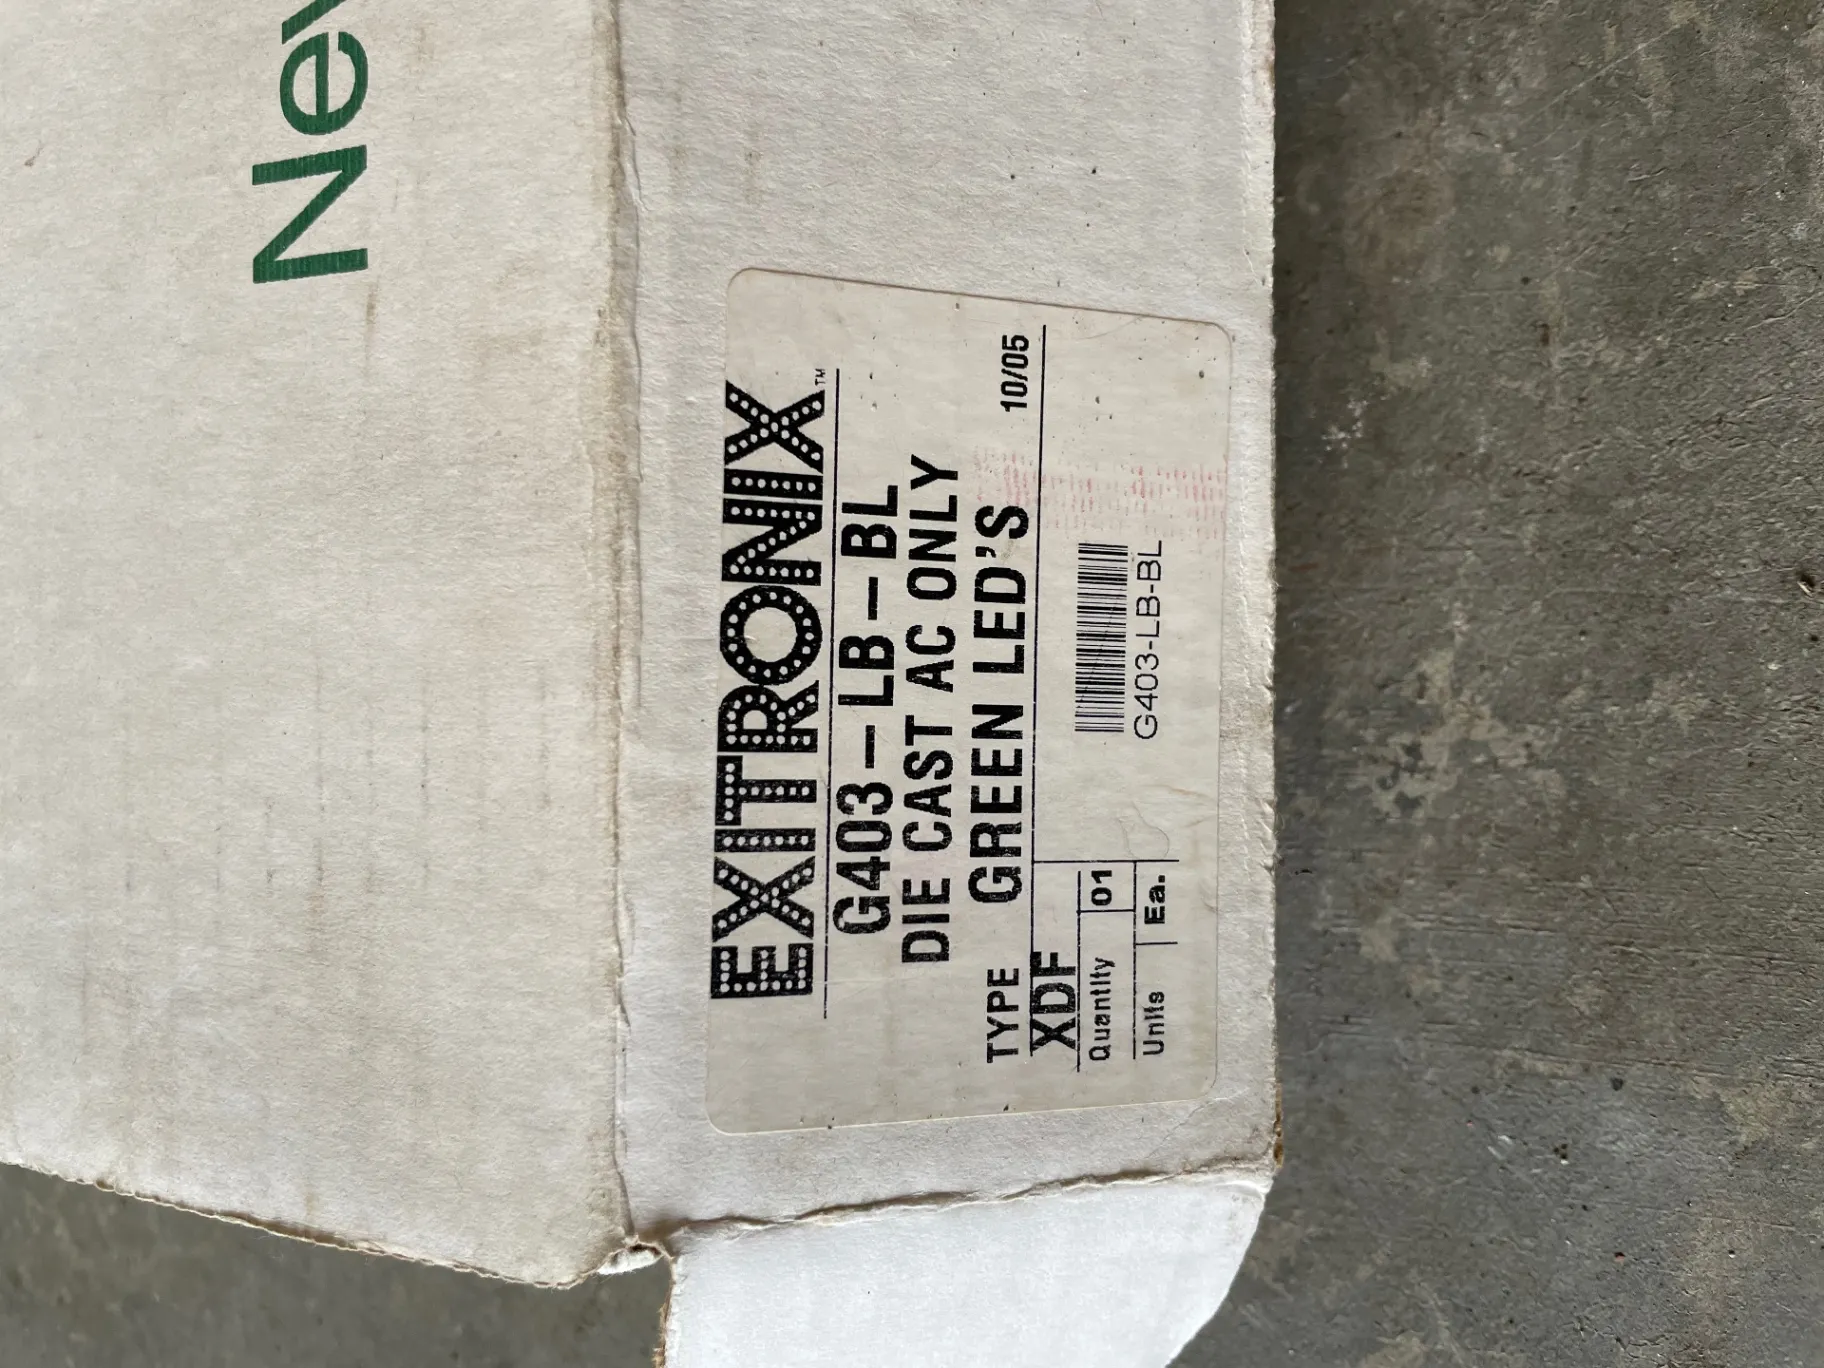 Nev
EXITRONIX™
G403-LB-BL
DIE CAST AC ONLY
TYPE GREEN LED'S 10/05
XDF
Quantity 01
Units Ea.
G403-LB-BL